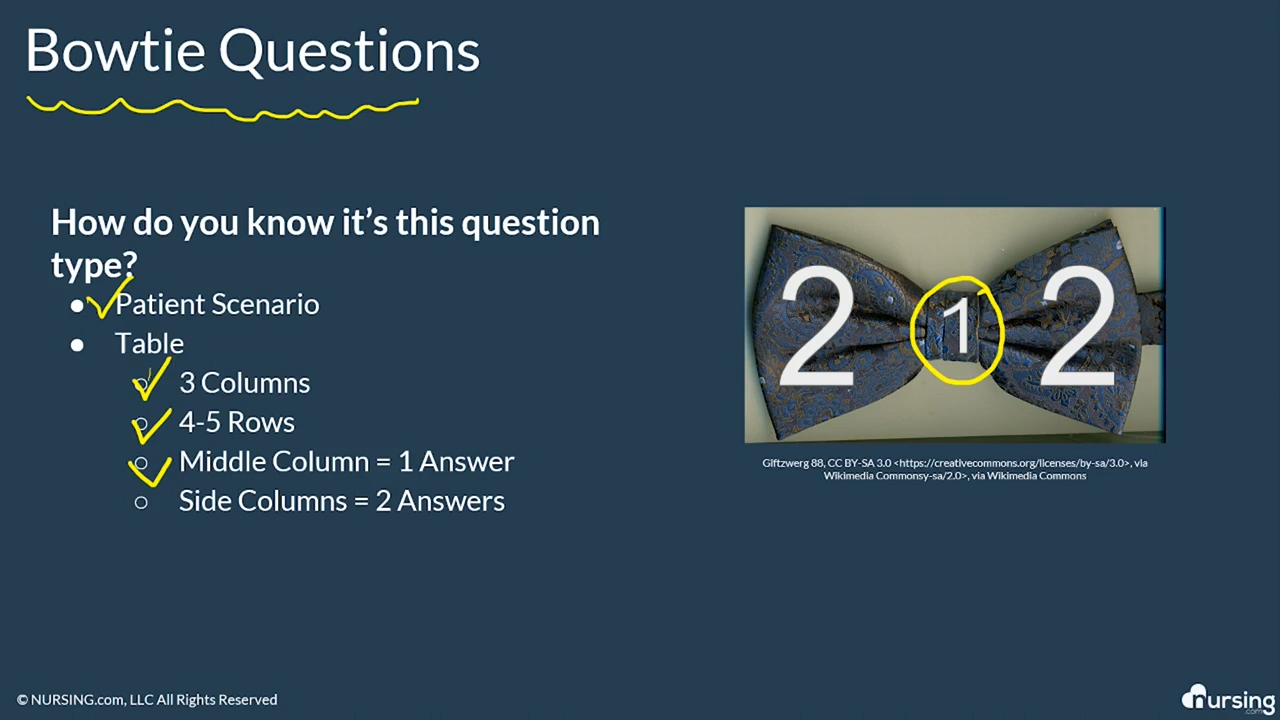 Bowtie Questions
How do you know it's this question
type?
● Patient Scenario
● Table
○ 3 Columns
○ 4-5 Rows
○ Middle Column = 1 Answer
○ Side Columns = 2 Answers
2 1 2
Giftzwerg 88, CC BY-SA 3.0 <https://creativecommons.org/licenses/by-sa/3.0>, via
Wikimedia Commonsy-sa/2.0>, via Wikimedia Commons
© NURSING.com, LLC All Rights Reserved
nursing
.com